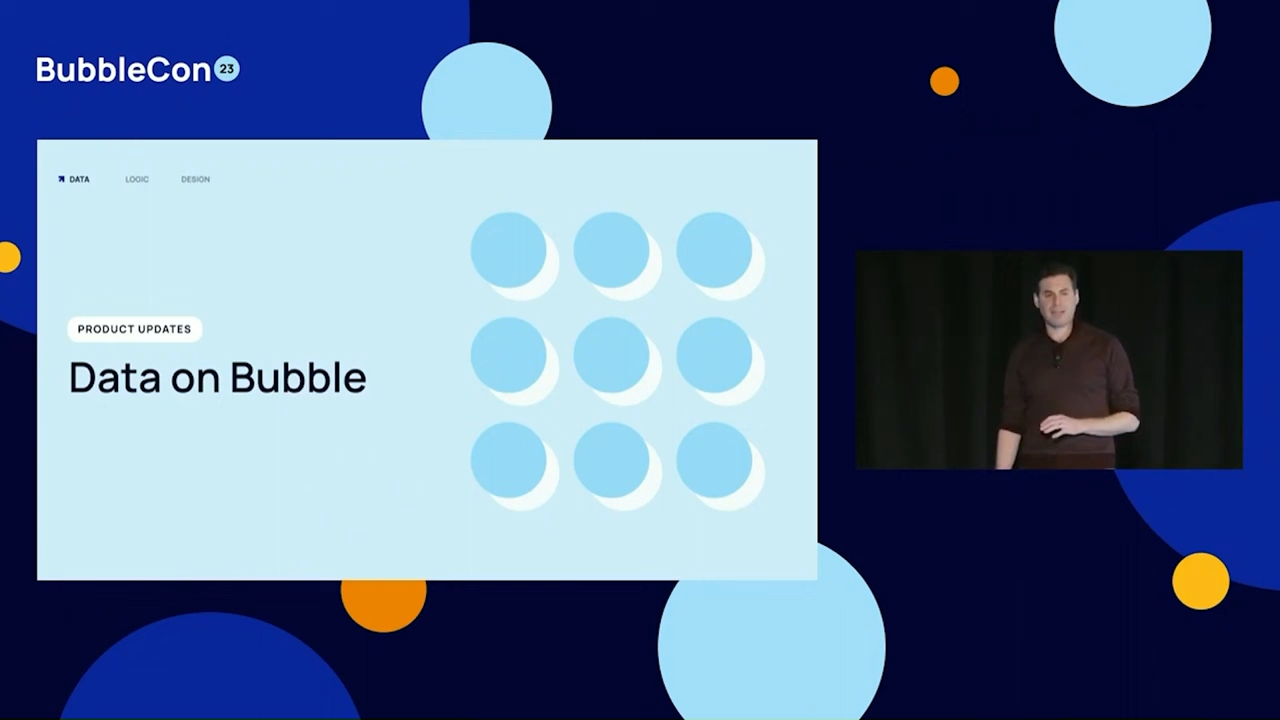 BubbleCon 23
DATA LOGIC DESIGN
PRODUCT UPDATES
Data on Bubble